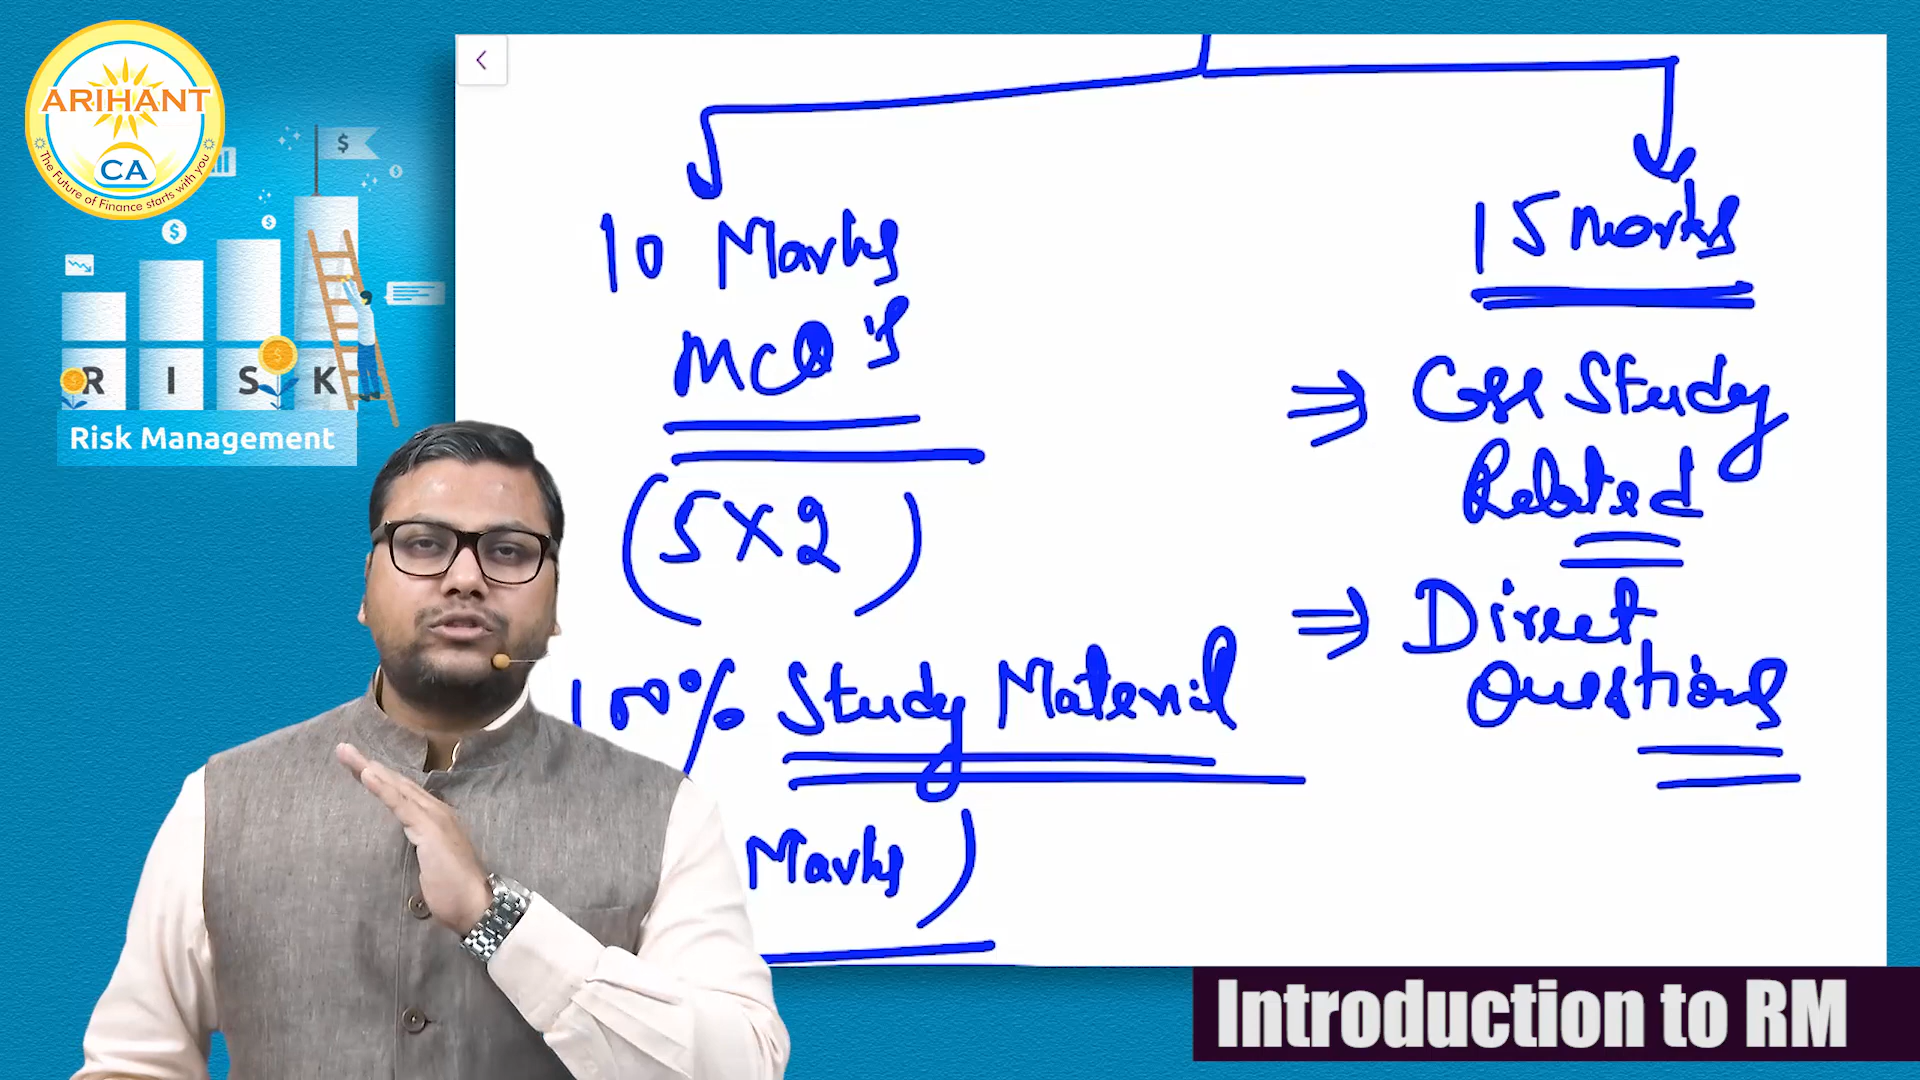 ARIHANT
CA
The Future of Finance starts with you
$
$
$
$
$
R I S K
Risk Management
10 Marks
MCQ's
(5X2)
100% Study Material
Marks)
15 marks
⇒ Case Study
Related
⇒ Direct
Questions
Introduction to RM